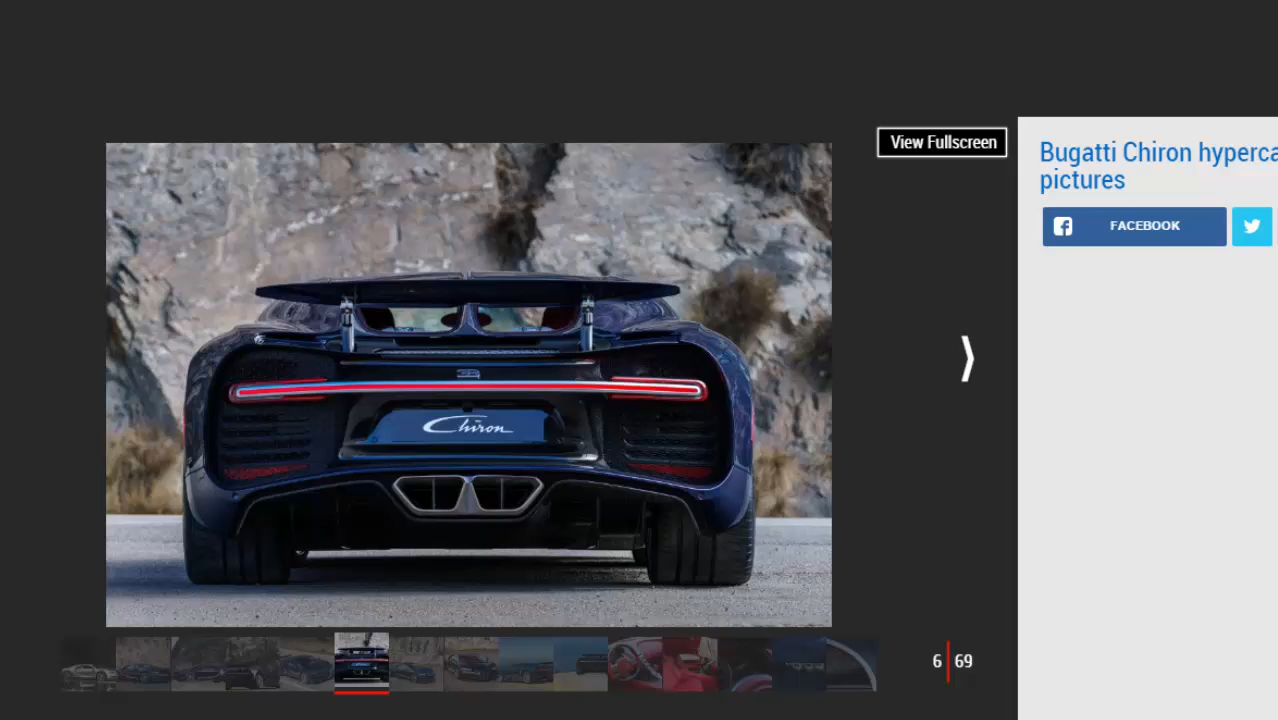 View Fullscreen
Bugatti Chiron hyperca
pictures
FACEBOOK
Chiron
6 69